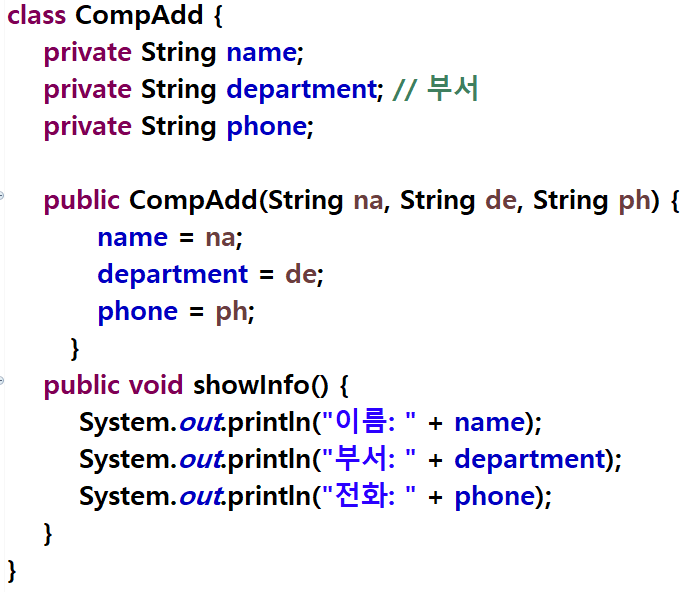 class CompAdd {
private String name;
private String department; // 부서
private String phone;
public CompAdd(String na, String de, String ph) {
name = na;
department = de;
phone = ph;
}
public void showInfo() {
System.out.println("이름: " + name);
System.out.println("부서: " + department);
System.out.println("전화: " + phone);
}
}